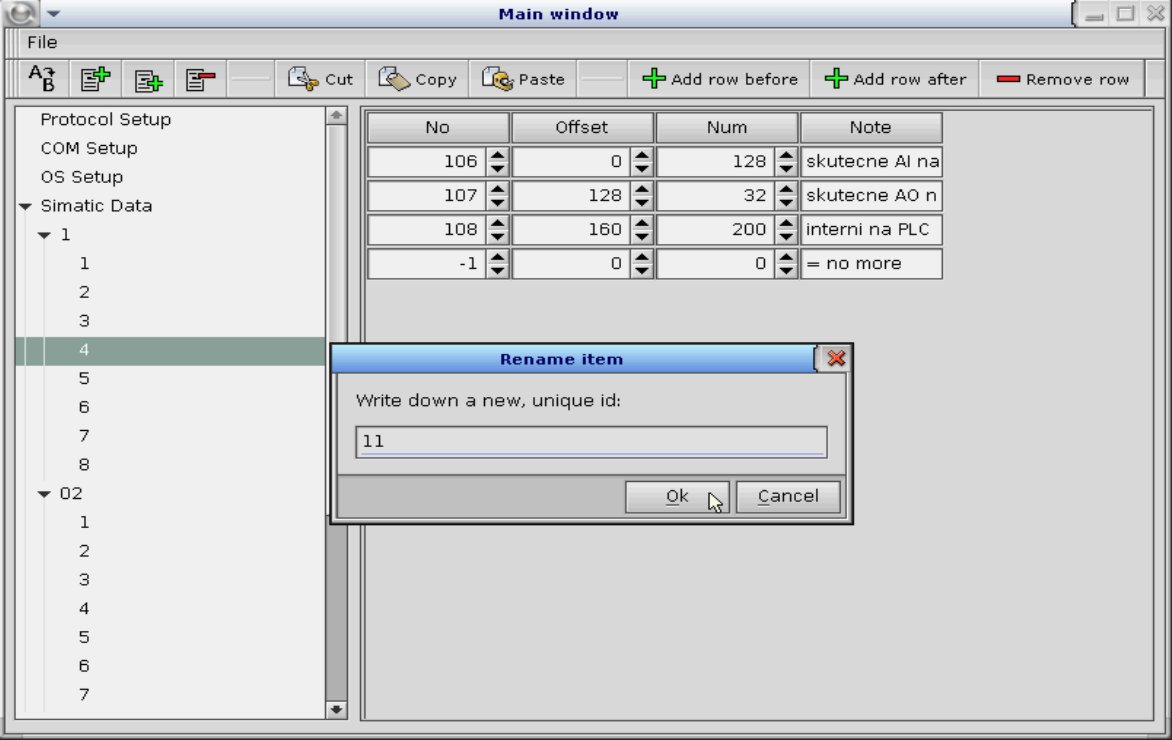 Main window
File
A B Cut Copy Paste Add row before Add row after Remove row
Protocol Setup
COM Setup
OS Setup
Simatic Data
1
1
2
3
4
5
6
7
8
02
1
2
3
4
5
6
7
No Offset Num Note
106 0 128 skutecne AI na
107 128 32 skutecne AO n
108 160 200 interni na PLC
-1 0 0 = no more
Rename item
Write down a new, unique id:
11
Ok Cancel